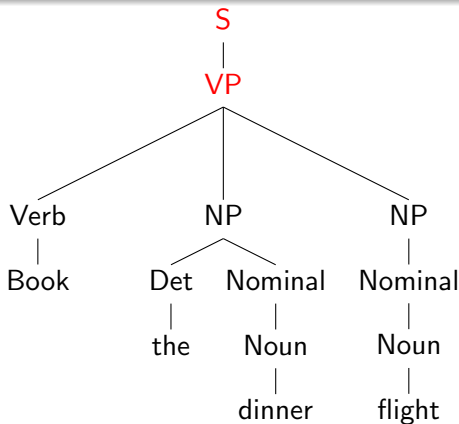 S
VP
Verb NP NP
Book Det Nominal Nominal
the Noun Noun
dinner flight